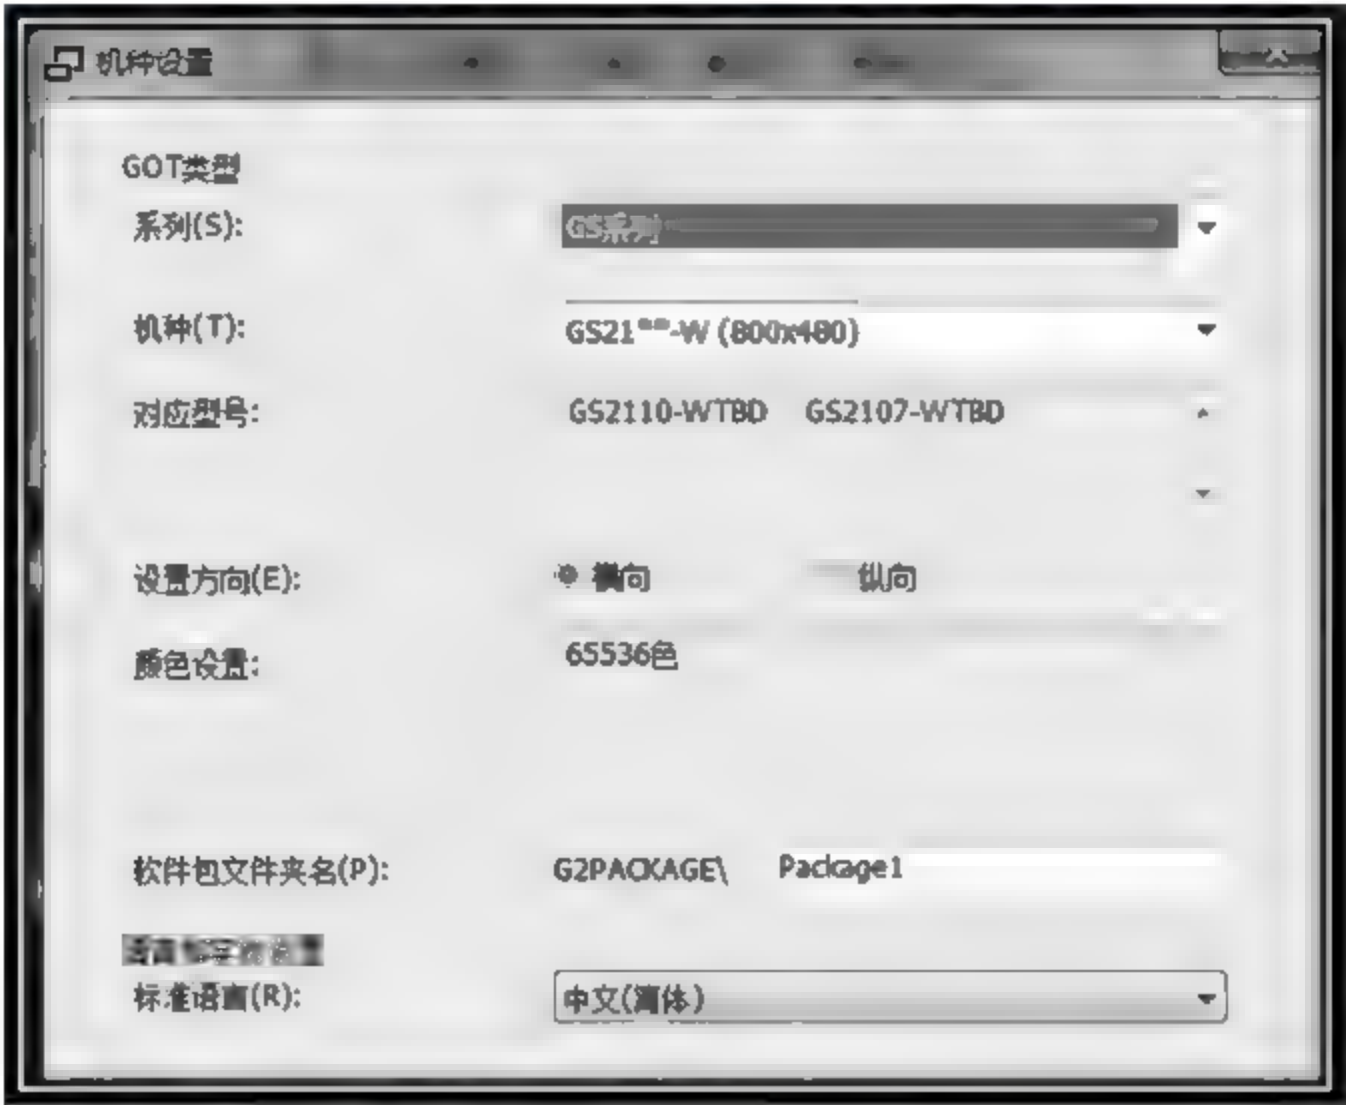 机种设置
GOT类型
系列(S): GS系列
机种(T): GS21**-W (800x480)
对应型号: GS2110-WTBD GS2107-WTBD
设置方向(E): 横向 纵向
颜色设置: 65536色
软件包文件夹名(P): G2PACKAGE\ Package1
标准语言(R): 中文(简体)